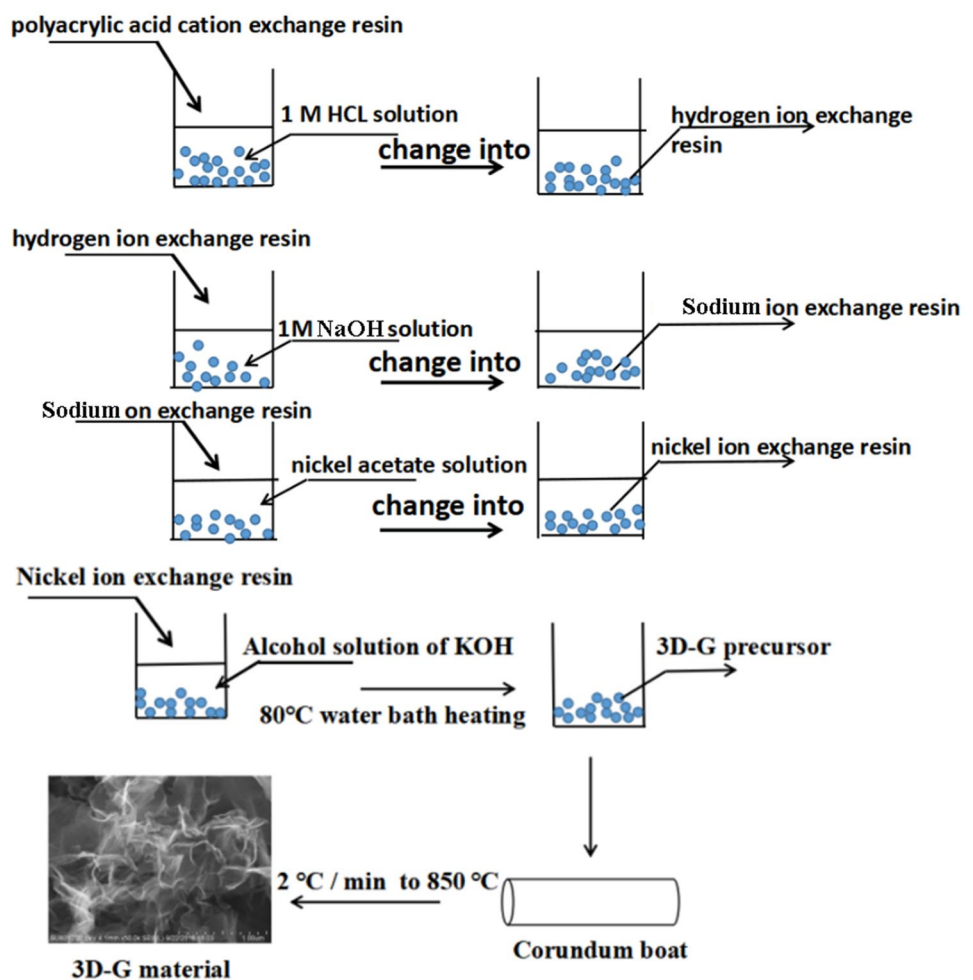 polyacrylic acid cation exchange resin
1 M HCL solution
change into
hydrogen ion exchange
resin
hydrogen ion exchange resin
1M NaOH solution
change into
Sodium ion exchange resin
Sodium on exchange resin
nickel acetate solution
change into
nickel ion exchange resin
Nickel ion exchange resin
Alcohol solution of KOH
80°C water bath heating
3D-G precursor
2 °C / min to 850 °C
Corundum boat
3D-G material